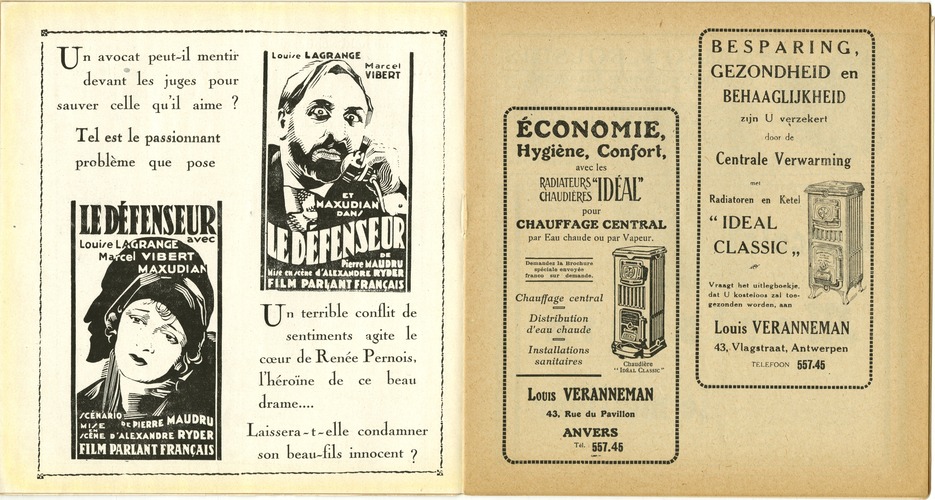 Un avocat peut-il mentir
devant les juges pour
sauver celle qu'il aime ?
Tel est le passionnant
problème que pose
LE DÉFENSEUR
avec
Louise LAGRANGE
Marcel VIBERT
MAXUDIAN
SCÉNARIO DE PIERRE MAUDRU
MISE EN SCÈNE D'ALEXANDRE RYDER
FILM PARLANT FRANÇAIS
Louise LAGRANGE
Marcel
VIBERT
ET
MAXUDIAN
DANS
LE DÉFENSEUR
DE
Pierre MAUDRU
Mise en scène d'ALEXANDRE RYDER
FILM PARLANT FRANÇAIS
Un terrible conflit de
sentiments agite le
cœur de Renée Pernois,
l'héroïne de ce beau
drame....
Laissera-t-elle condamner
son beau-fils innocent ?
ÉCONOMIE,
Hygiène, Confort,
avec les
RADIATEURS
CHAUDIÈRES
"IDÉAL"
pour
CHAUFFAGE CENTRAL
par Eau chaude ou par Vapeur.
Demandez la Brochure
spéciale envoyée
franco sur demande.
Chauffage central
Distribution
d'eau chaude
Installations
sanitaires
Chaudière
"IDÉAL CLASSIC"
Louis VERANNEMAN
43, Rue du Pavillon
ANVERS
Tél. 557.45
BESPARING,
GEZONDHEID en
BEHAAGLIJKHEID
zijn U verzekert
door de
Centrale Verwarming
met
Radiatoren en Ketel
"IDEAL
CLASSIC"
Vraagt het uitlegboekje,
dat U kosteloos zal toe-
gezonden worden, aan
Louis VERANNEMAN
43, Vlagstraat, Antwerpen
TELEFOON 557.45